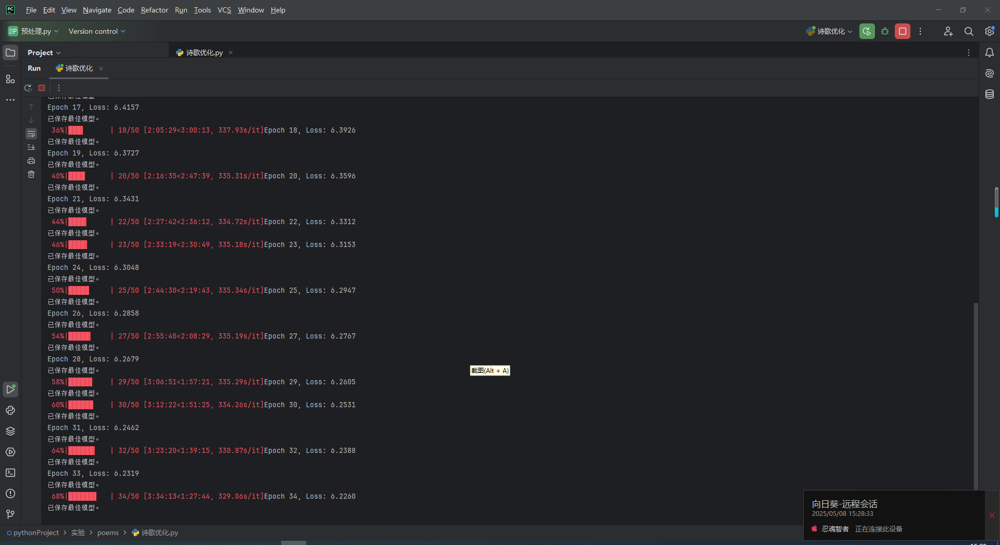 File Edit View Navigate Code Refactor Run Tools VCS Window Help
预处理.py Version control 诗歌优化
Project 诗歌优化.py
Run 诗歌优化
已保存最佳模型。
Epoch 17, Loss: 6.4157
已保存最佳模型。
36%| | 18/50 [2:05:29<3:00:13, 337.93s/it]Epoch 18, Loss: 6.3926
已保存最佳模型。
Epoch 19, Loss: 6.3727
已保存最佳模型。
40%| | 20/50 [2:16:35<2:47:39, 335.31s/it]Epoch 20, Loss: 6.3596
已保存最佳模型。
Epoch 21, Loss: 6.3431
已保存最佳模型。
44%| | 22/50 [2:27:42<2:36:12, 334.72s/it]Epoch 22, Loss: 6.3312
已保存最佳模型。
46%| | 23/50 [2:33:19<2:30:49, 335.18s/it]Epoch 23, Loss: 6.3153
已保存最佳模型。
Epoch 24, Loss: 6.3048
已保存最佳模型。
50%| | 25/50 [2:44:30<2:19:43, 335.34s/it]Epoch 25, Loss: 6.2947
已保存最佳模型。
Epoch 26, Loss: 6.2858
已保存最佳模型。
54%| | 27/50 [2:55:40<2:08:29, 335.19s/it]Epoch 27, Loss: 6.2767
已保存最佳模型。
Epoch 28, Loss: 6.2679
已保存最佳模型。
截图(Alt + A)
58%| | 29/50 [3:06:51<1:57:21, 335.29s/it]Epoch 29, Loss: 6.2605
已保存最佳模型。
60%| | 30/50 [3:12:22<1:51:25, 334.26s/it]Epoch 30, Loss: 6.2531
已保存最佳模型。
Epoch 31, Loss: 6.2462
已保存最佳模型。
64%| | 32/50 [3:23:20<1:39:15, 330.87s/it]Epoch 32, Loss: 6.2388
已保存最佳模型。
Epoch 33, Loss: 6.2319
已保存最佳模型。
68%| | 34/50 [3:34:13<1:27:44, 329.06s/it]Epoch 34, Loss: 6.2260
已保存最佳模型。
向日葵-远程会话
2025/05/08 15:28:33
忍魂智者 正在连接此设备
pythonProject > 实验 > poems > 诗歌优化.py